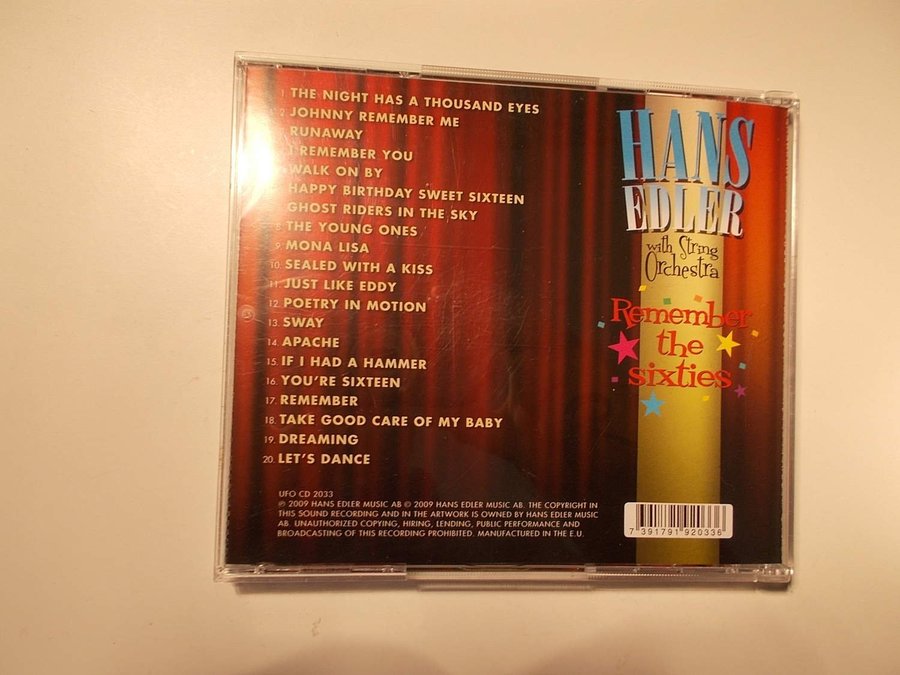 1. THE NIGHT HAS A THOUSAND EYES
2. JOHNNY REMEMBER ME
RUNAWAY
I REMEMBER YOU
WALK ON BY
HAPPY BIRTHDAY SWEET SIXTEEN
GHOST RIDERS IN THE SKY
8. THE YOUNG ONES
9. MONA LISA
10. SEALED WITH A KISS
11. JUST LIKE EDDY
12. POETRY IN MOTION
13. SWAY
14. APACHE
15. IF I HAD A HAMMER
16. YOU'RE SIXTEEN
17. REMEMBER
18. TAKE GOOD CARE OF MY BABY
19. DREAMING
20. LET'S DANCE
UFO CD 2033
℗ 2009 HANS EDLER MUSIC AB © 2009 HANS EDLER MUSIC AB. THE COPYRIGHT IN
THIS SOUND RECORDING AND IN THE ARTWORK IS OWNED BY HANS EDLER MUSIC
AB. UNAUTHORIZED COPYING, HIRING, LENDING, PUBLIC PERFORMANCE AND
BROADCASTING OF THIS RECORDING PROHIBITED. MANUFACTURED IN THE E.U.
HANS
EDLER
with String
Orchestra
Remember
the
sixties
7 391791 920336